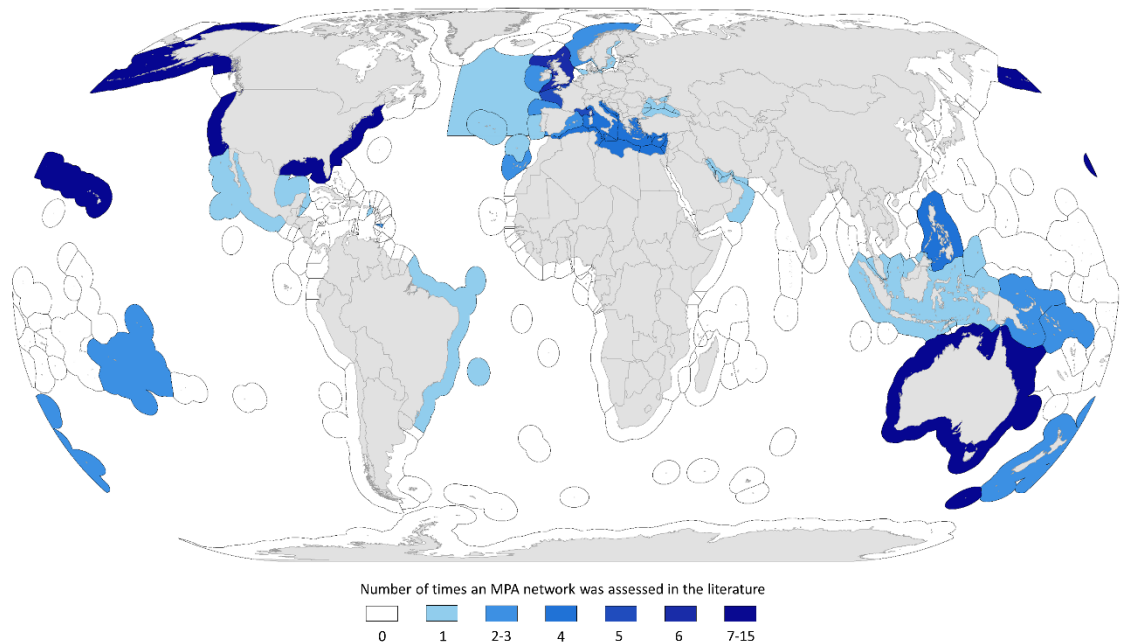 Number of times an MPA network was assessed in the literature
0 1 2-3 4 5 6 7-15